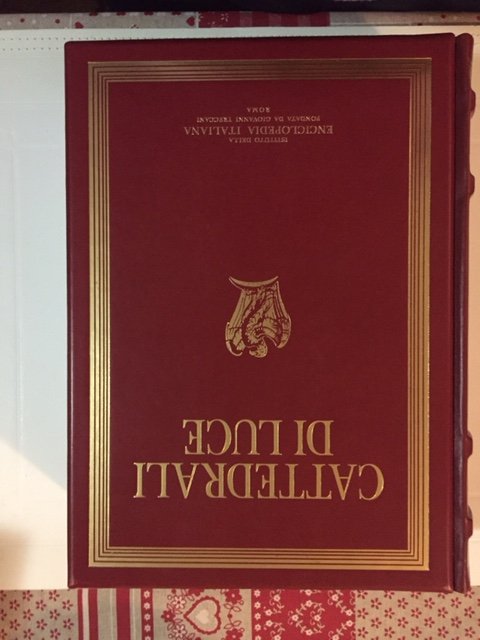 CATTEDRALI
DI LUCE
ISTITUTO DELLA
ENCICLOPEDIA ITALIANA
FONDATA DA GIOVANNI TRECCANI
ROMA